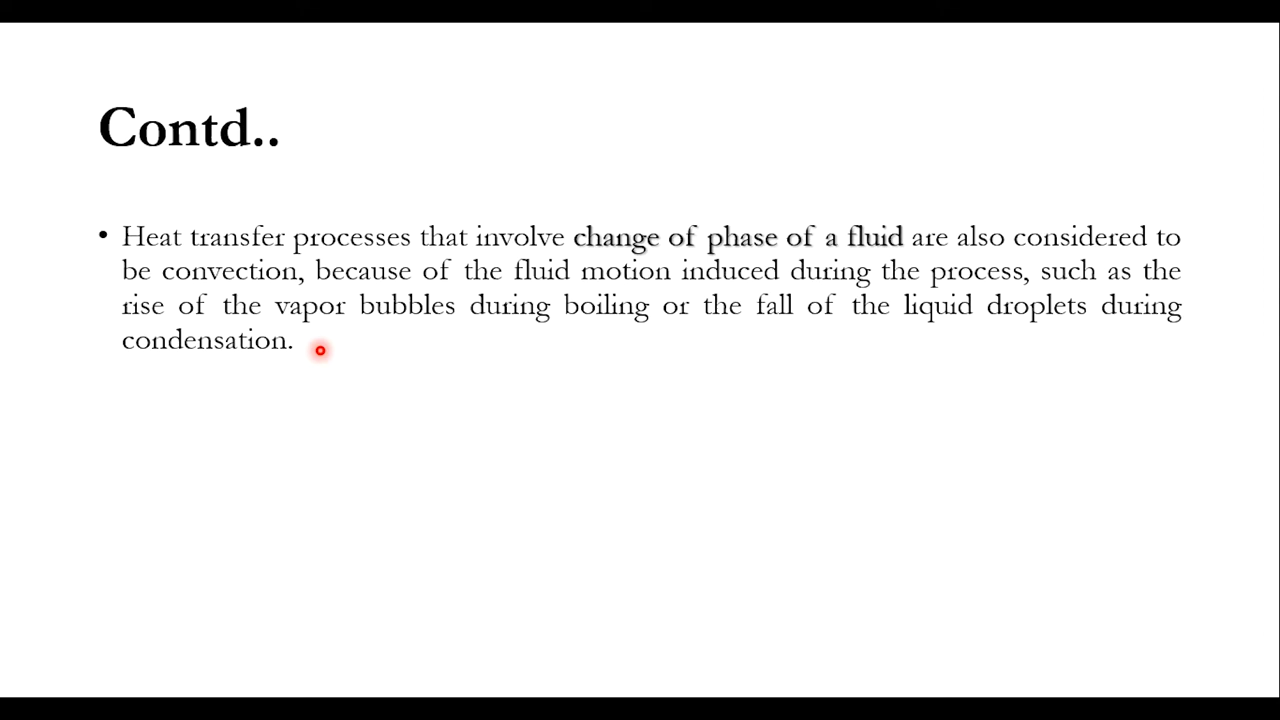 Contd..
• Heat transfer processes that involve change of phase of a fluid are also considered to
be convection, because of the fluid motion induced during the process, such as the
rise of the vapor bubbles during boiling or the fall of the liquid droplets during
condensation.